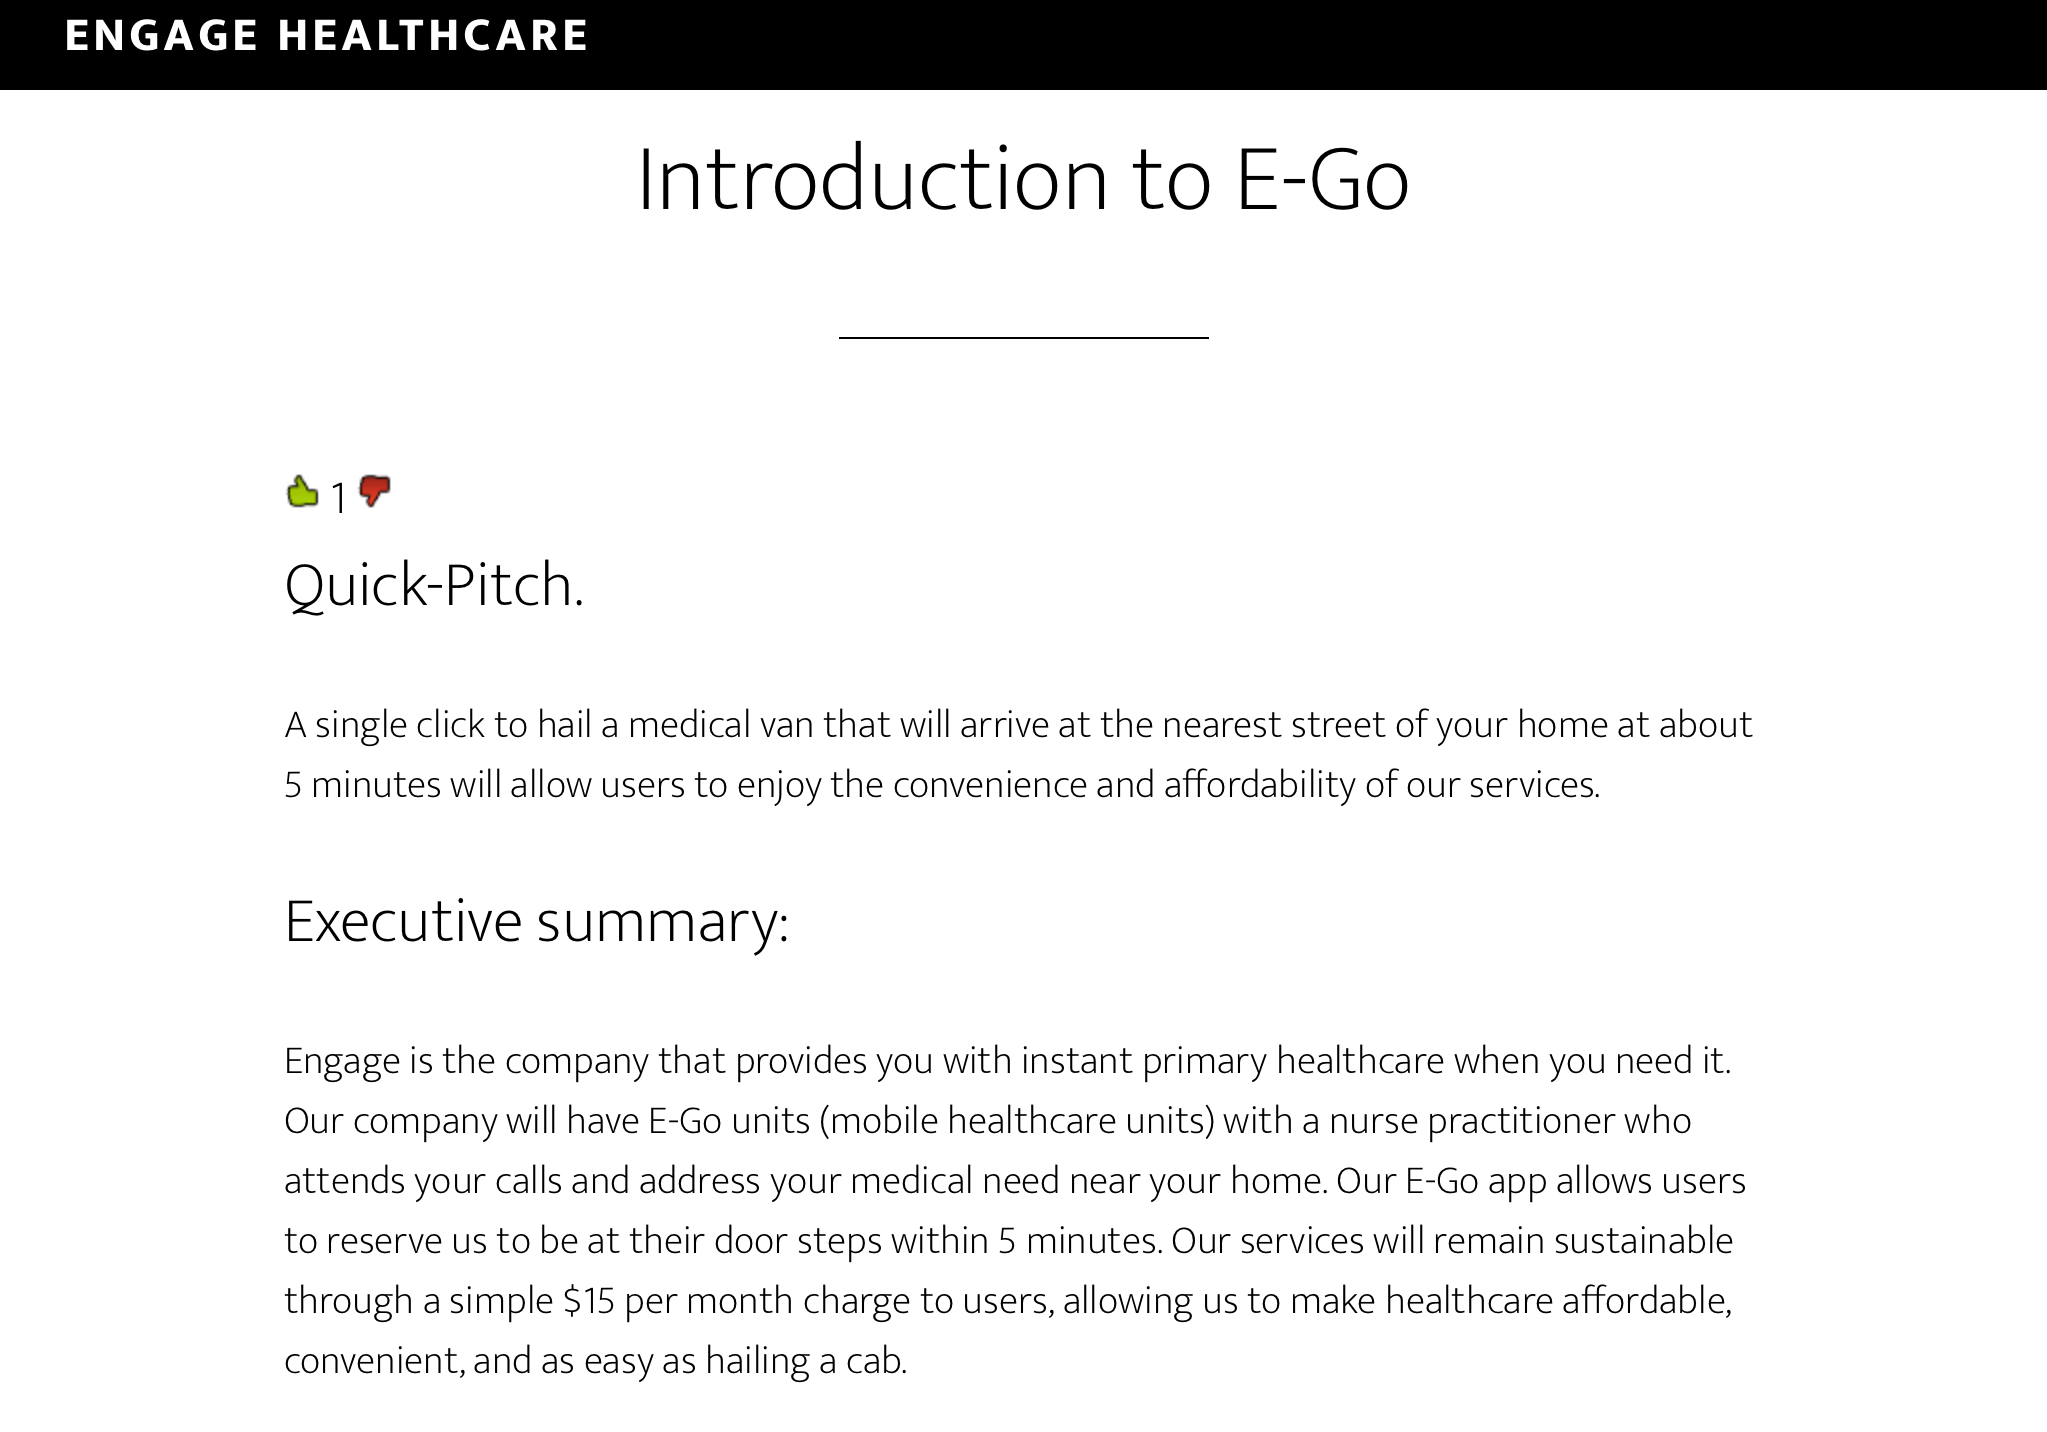 ENGAGE HEALTHCARE
Introduction to E-Go
1
Quick-Pitch.
A single click to hail a medical van that will arrive at the nearest street of your home at about
5 minutes will allow users to enjoy the convenience and affordability of our services.
Executive summary:
Engage is the company that provides you with instant primary healthcare when you need it.
Our company will have E-Go units (mobile healthcare units) with a nurse practitioner who
attends your calls and address your medical need near your home. Our E-Go app allows users
to reserve us to be at their door steps within 5 minutes. Our services will remain sustainable
through a simple $15 per month charge to users, allowing us to make healthcare affordable,
convenient, and as easy as hailing a cab.